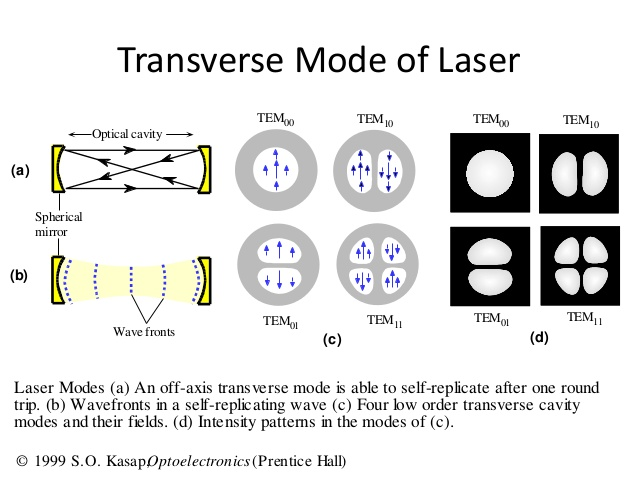 Transverse Mode of Laser
TEM00
TEM10
TEM00
TEM10
Optical cavity
(a)
Spherical
mirror
(b)
Wave fronts
TEM01
TEM11
(c)
TEM01
TEM11
(d)
Laser Modes (a) An off-axis transverse mode is able to self-replicate after one round
trip. (b) Wavefronts in a self-replicating wave (c) Four low order transverse cavity
modes and their fields. (d) Intensity patterns in the modes of (c).
© 1999 S.O. Kasap, Optoelectronics (Prentice Hall)